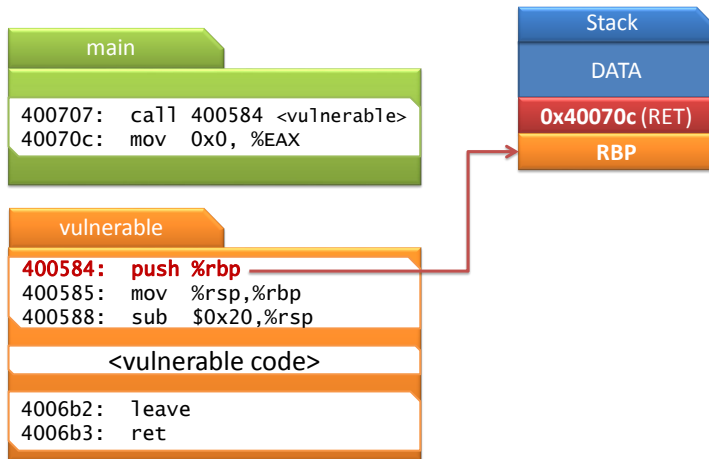 main
400707: call 400584 <vulnerable>
40070c: mov 0x0, %EAX
Stack
DATA
0x40070c (RET)
RBP
vulnerable
400584: push %rbp
400585: mov %rsp,%rbp
400588: sub $0x20,%rsp
<vulnerable code>
4006b2: leave
4006b3: ret